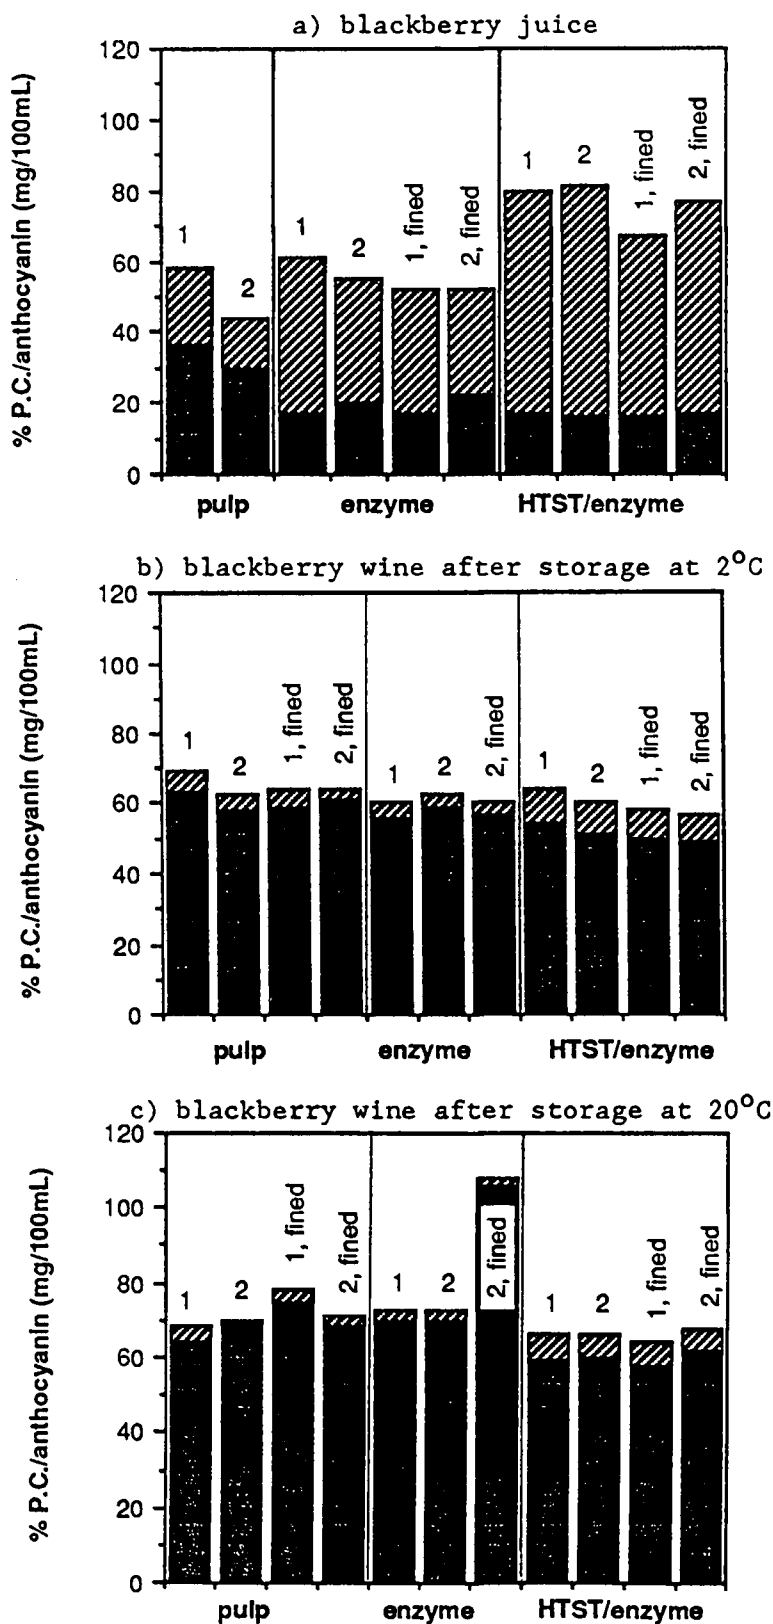 a) blackberry juice
% P.C./anthocyanin (mg/100mL)
120
100
80
60
40
20
0
1
2
1
2
1, fined
2, fined
1
2
1, fined
2, fined
pulp enzyme HTST/enzyme
b) blackberry wine after storage at 2°C
% P.C./anthocyanin (mg/100mL)
120
100
80
60
40
20
0
1
2
1, fined
2, fined
1
2
2, fined
1
2
1, fined
2, fined
pulp enzyme HTST/enzyme
c) blackberry wine after storage at 20°C
% P.C./anthocyanin (mg/100mL)
120
100
80
60
40
20
0
1
2
1, fined
2, fined
1
2
2, fined
1
2
1, fined
2, fined
pulp enzyme HTST/enzyme